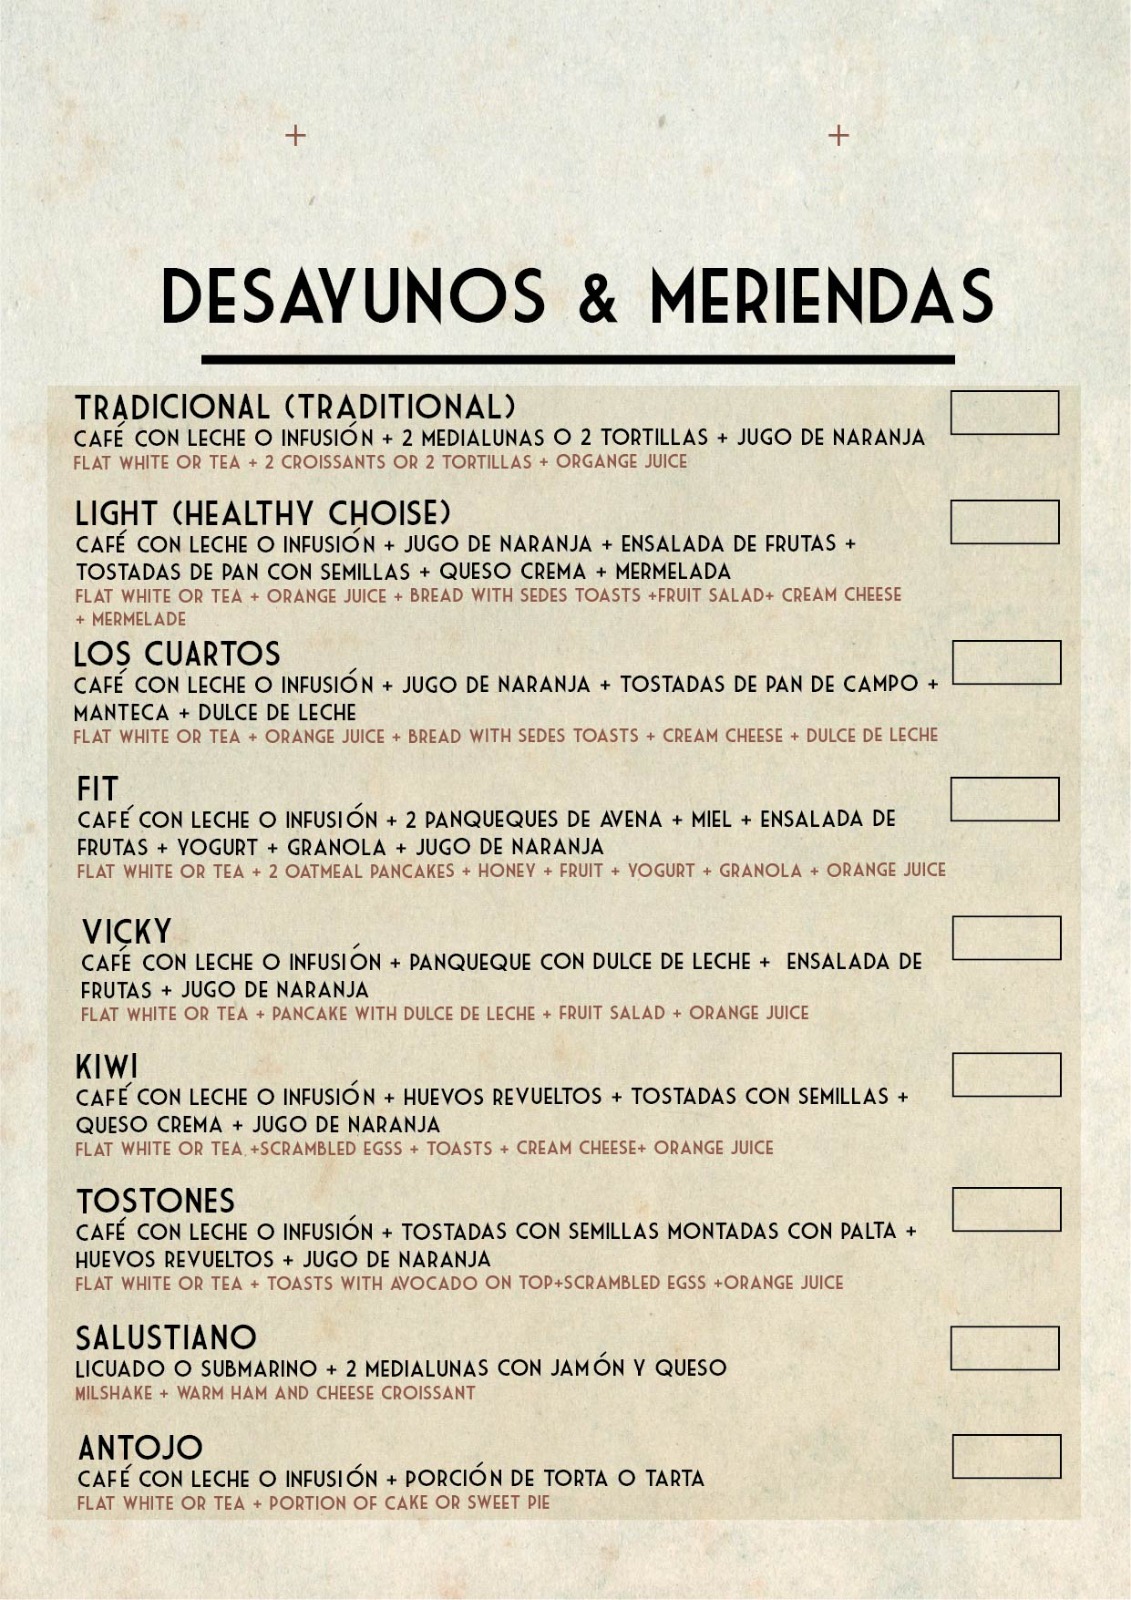 DESAYUNOS & MERIENDAS
TRADICIONAL (TRADITIONAL)
CAFÉ CON LECHE O INFUSIÓN + 2 MEDIALUNAS O 2 TORTILLAS + JUGO DE NARANJA
FLAT WHITE OR TEA + 2 CROISSANTS OR 2 TORTILLAS + ORGANGE JUICE
LIGHT (HEALTHY CHOISE)
CAFÉ CON LECHE O INFUSIÓN + JUGO DE NARANJA + ENSALADA DE FRUTAS +
TOSTADAS DE PAN CON SEMILLAS + QUESO CREMA + MERMELADA
FLAT WHITE OR TEA + ORANGE JUICE + BREAD WITH SEDES TOASTS +FRUIT SALAD+ CREAM CHEESE
+ MERMELADE
LOS CUARTOS
CAFÉ CON LECHE O INFUSIÓN + JUGO DE NARANJA + TOSTADAS DE PAN DE CAMPO +
MANTECA + DULCE DE LECHE
FLAT WHITE OR TEA + ORANGE JUICE + BREAD WITH SEDES TOASTS + CREAM CHEESE + DULCE DE LECHE
FIT
CAFÉ CON LECHE O INFUSIÓN + 2 PANQUEQUES DE AVENA + MIEL + ENSALADA DE
FRUTAS + YOGURT + GRANOLA + JUGO DE NARANJA
FLAT WHITE OR TEA + 2 OATMEAL PANCAKES + HONEY + FRUIT + YOGURT + GRANOLA + ORANGE JUICE
VICKY
CAFÉ CON LECHE O INFUSIÓN + PANQUEQUE CON DULCE DE LECHE + ENSALADA DE
FRUTAS + JUGO DE NARANJA
FLAT WHITE OR TEA + PANCAKE WITH DULCE DE LECHE + FRUIT SALAD + ORANGE JUICE
KIWI
CAFÉ CON LECHE O INFUSIÓN + HUEVOS REVUELTOS + TOSTADAS CON SEMILLAS +
QUESO CREMA + JUGO DE NARANJA
FLAT WHITE OR TEA +SCRAMBLED EGSS + TOASTS + CREAM CHEESE+ ORANGE JUICE
TOSTONES
CAFÉ CON LECHE O INFUSIÓN + TOSTADAS CON SEMILLAS MONTADAS CON PALTA +
HUEVOS REVUELTOS + JUGO DE NARANJA
FLAT WHITE OR TEA + TOASTS WITH AVOCADO ON TOP+SCRAMBLED EGSS +ORANGE JUICE
SALUSTIANO
LICUADO O SUBMARINO + 2 MEDIALUNAS CON JAMÓN Y QUESO
MILSHAKE + WARM HAM AND CHEESE CROISSANT
ANTOJO
CAFÉ CON LECHE O INFUSIÓN + PORCIÓN DE TORTA O TARTA
FLAT WHITE OR TEA + PORTION OF CAKE OR SWEET PIE